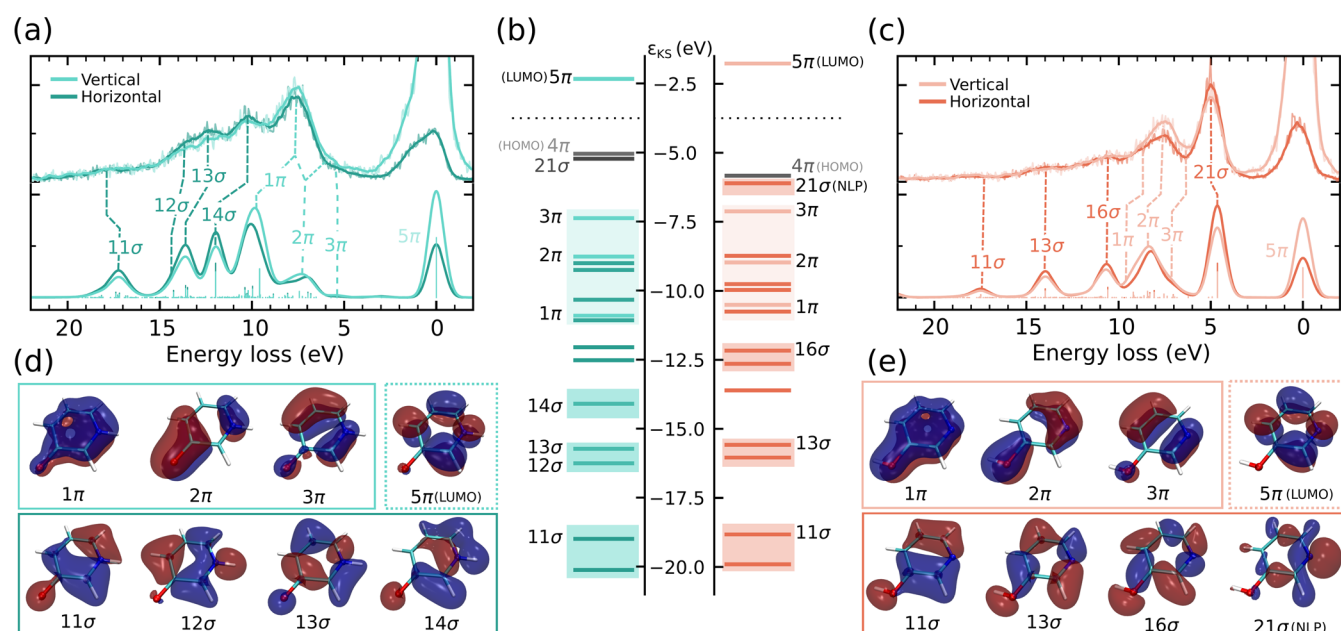 (a)
Vertical
Horizontal
11σ
12σ
13σ
14σ
1π
2π
3π
5π
20
15
10
5
0
Energy loss (eV)
(b)
εKS (eV)
(LUMO) 5π
5π (LUMO)
−2.5
(HOMO) 4π
−5.0
4π (HOMO)
21σ
21σ (NLP)
3π
−7.5
3π
2π
2π
−10.0
1π
1π
−12.5
16σ
14σ
−15.0
13σ
13σ
12σ
−17.5
11σ
11σ
−20.0
(c)
Vertical
Horizontal
11σ
13σ
16σ
1π
2π
3π
21σ
5π
20
15
10
5
0
Energy loss (eV)
(d)
1π
2π
3π
5π (LUMO)
11σ
12σ
13σ
14σ
(e)
1π
2π
3π
5π (LUMO)
11σ
13σ
16σ
21σ (NLP)